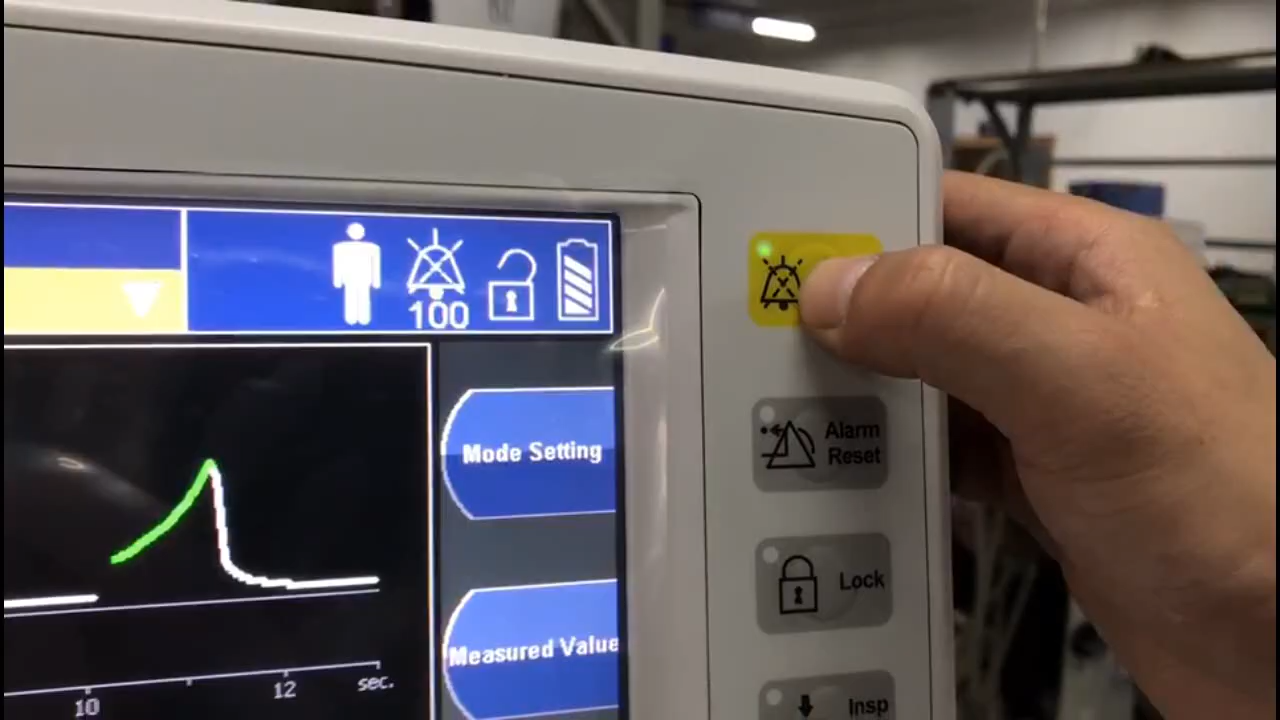 100
Mode Setting
Measured Value
10
12
sec.
Alarm
Reset
Lock
Insp